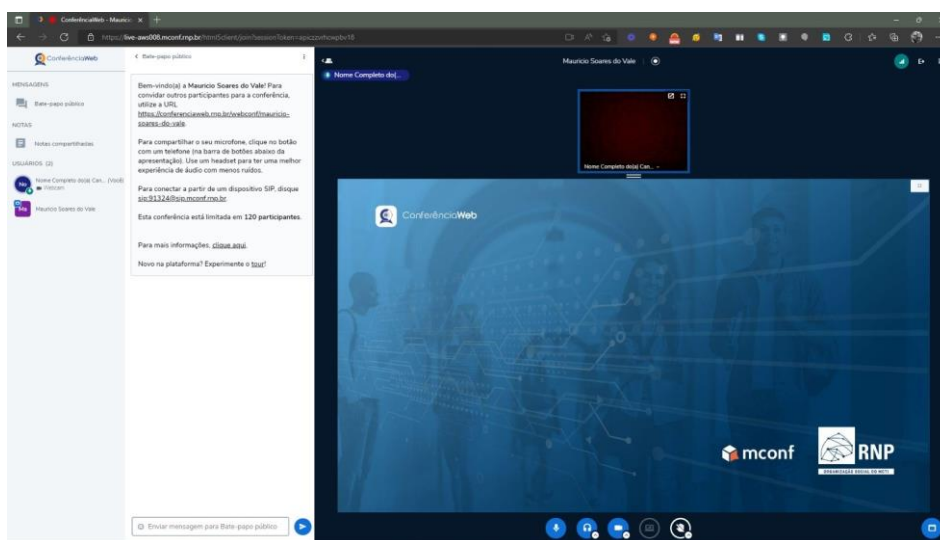 ConferênciaWeb - Mauricio
https://live-aws008.mconf.rnp.br/html5client/join?sessionToken=
ConferênciaWeb
MENSAGENS
Bate-papo público
NOTAS
Notas compartilhadas
USUÁRIOS (2)
No
Nome Completo do(a) Can... (Você)
Webcam
Ma
Mauricio Soares do Vale
Bate-papo público
Bem-vindo(a) a Mauricio Soares do Vale! Para
convidar outros participantes para a conferência,
utilize a URL
https://conferenciaweb.rnp.br/webconf/mauricio-
soares-do-vale.
Para compartilhar o seu microfone, clique no botão
com um telefone (na barra de botões abaixo da
apresentação). Use um headset para ter uma melhor
experiência de áudio com menos ruídos.
Para conectar a partir de um dispositivo SIP, disque
sip:91324@sip.mconf.rnp.br.
Esta conferência está limitada em 120 participantes.
Para mais informações, clique aqui.
Novo na plataforma? Experimente o tour!
Enviar mensagem para Bate-papo público
Mauricio Soares do Vale
Nome Completo do(...
Nome Completo do(a) Can...
ConferênciaWeb
mconf
RNP
ORGANIZAÇÃO SOCIAL DO MCTI